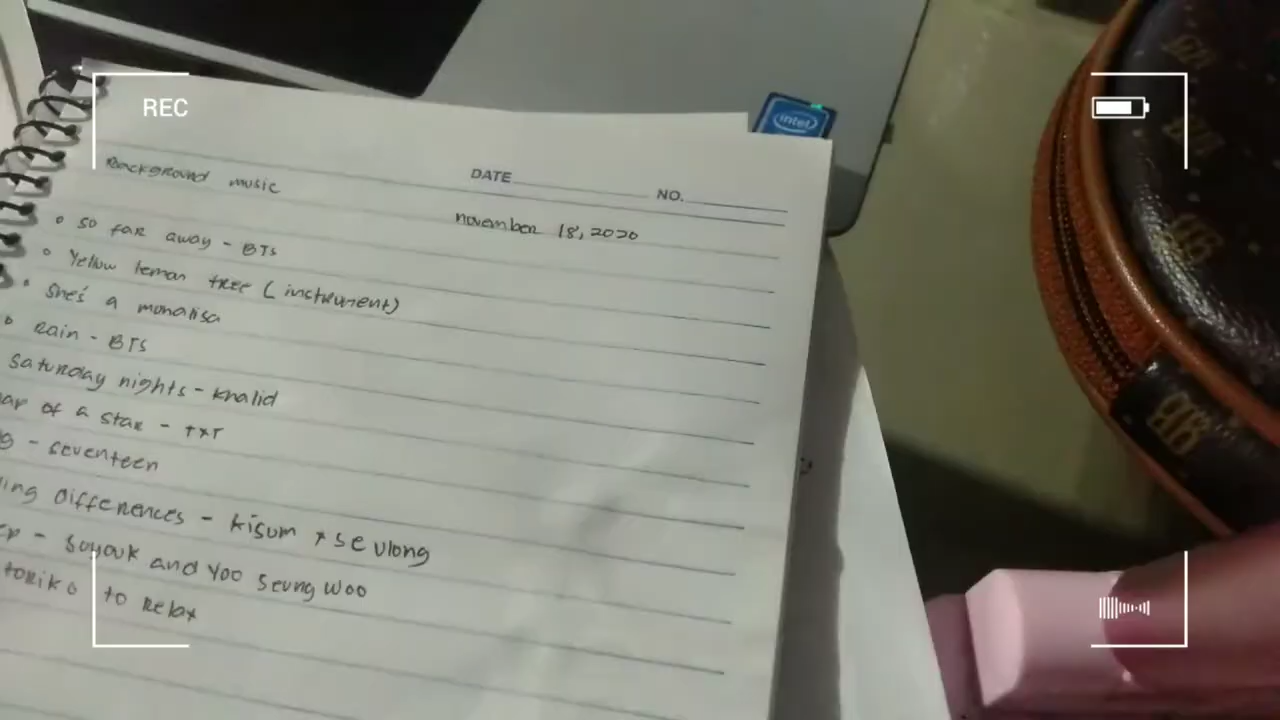 REC
intel
DATE NO.
Background music
november 18, 2020
so far away - BTS
Yellow lemon tree (instrument)
She's a monalisa
Rain - BTS
Saturday nights - Khalid
of a star - TXT
- seventeen
differences - Kisum + seulong
- soyouk and Yoo Seung Woo
to Relax